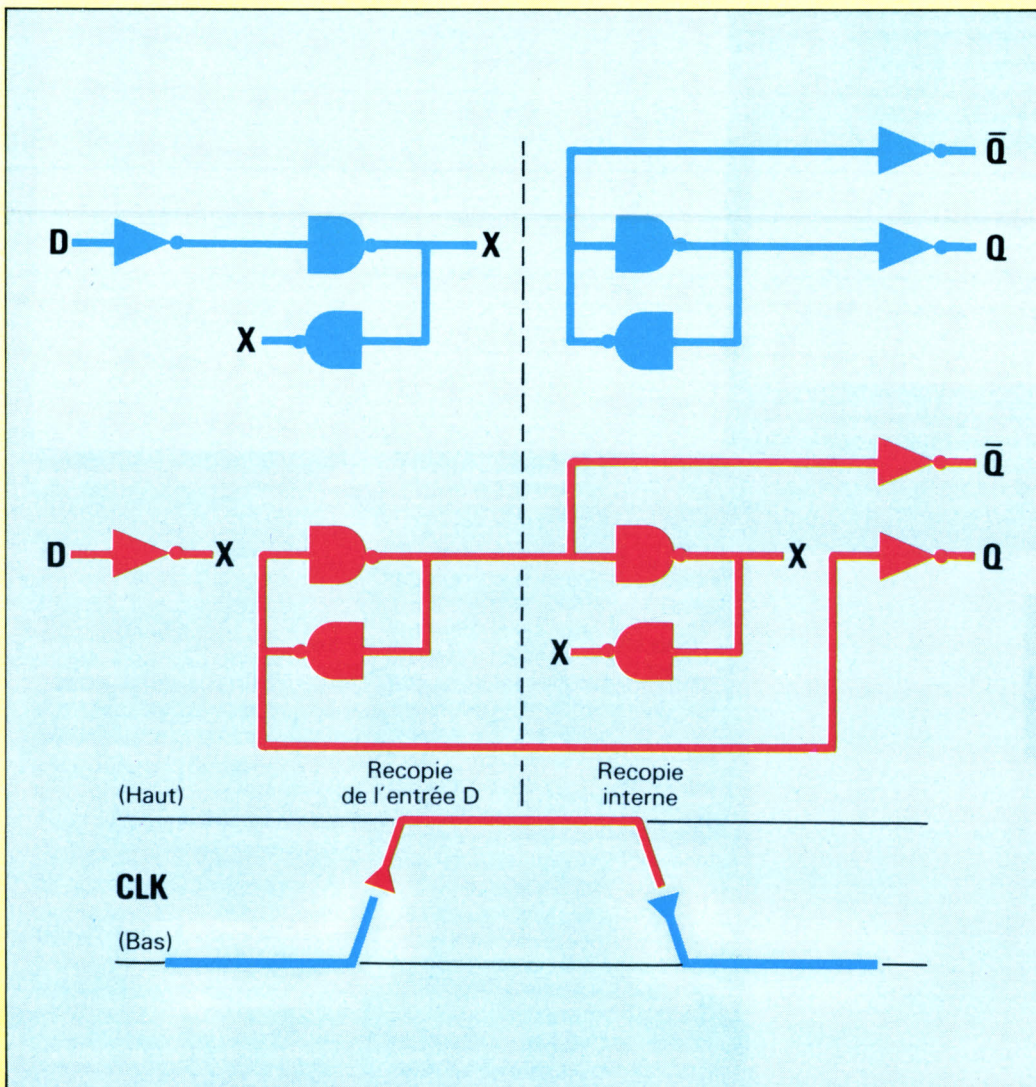 Q̄
D X Q
X
Q̄
D X X Q
X
Recopie
de l'entrée D
Recopie
interne
(Haut)
CLK
(Bas)